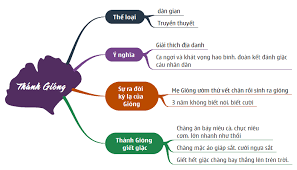 Thánh Gióng
Thể loại
dân gian
Truyền thuyết
Ý nghĩa
Giải thích địa danh
Ca ngợi và khát vọng hao bình, đoàn kết đánh giặc
của nhân dân
Sự ra đời
kỳ lạ của
Gióng
Mẹ Gióng ướm thử vết chân rồi sinh ra gióng
3 năm không biết nói, biết cười
Thánh Gióng
giết giặc
Chàng ăn bay niêu cà, chục niêu
cơm, lớn nhanh như thổi
Chàng mặc áo giáp sắt, cưỡi ngựa sắt
Giết hết giặc chàng bay thẳng lên trên trời.